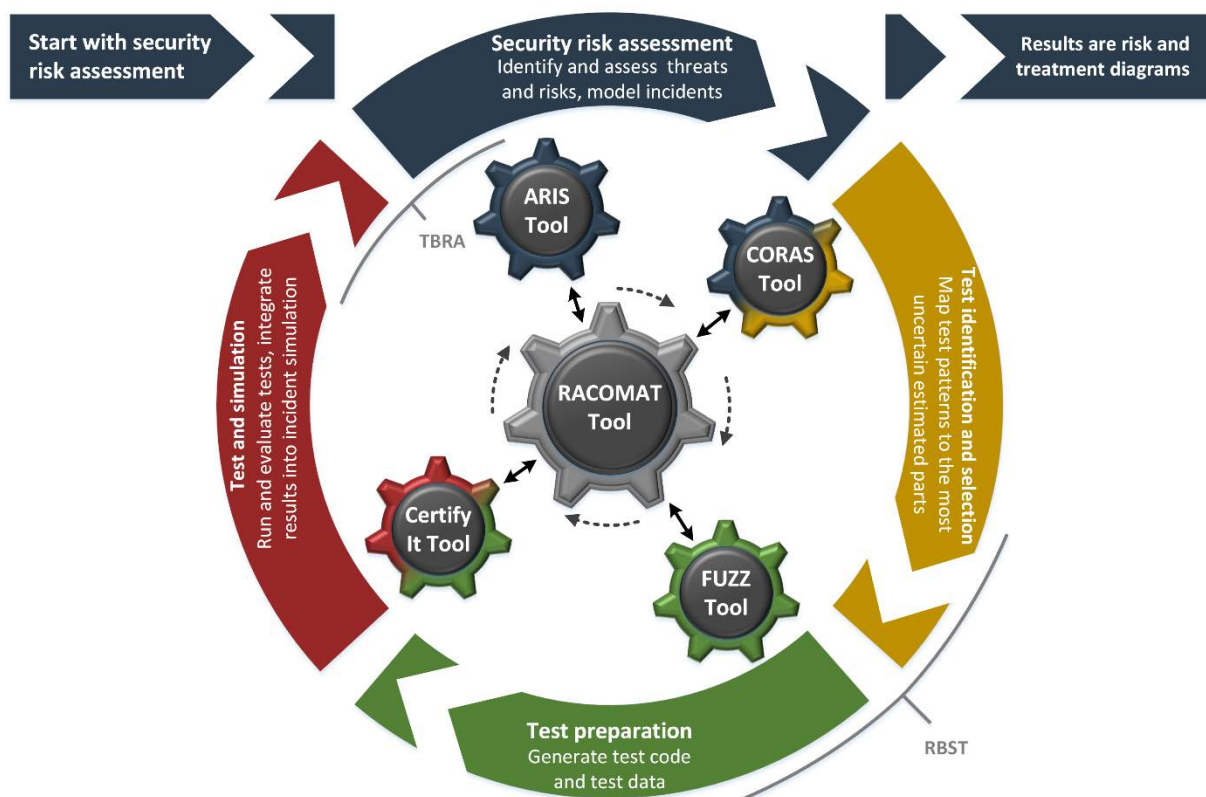 Start with security
risk assessment
Security risk assessment
Identify and assess threats
and risks, model incidents
Results are risk and
treatment diagrams
TBRA
ARIS
Tool
CORAS
Tool
Test identification and selection
Map test patterns to the most
uncertain estimated parts
Test and simulation
Run and evaluate tests, integrate
results into incident simulation
RACOMAT
Tool
Certify
It Tool
FUZZ
Tool
Test preparation
Generate test code
and test data
RBST